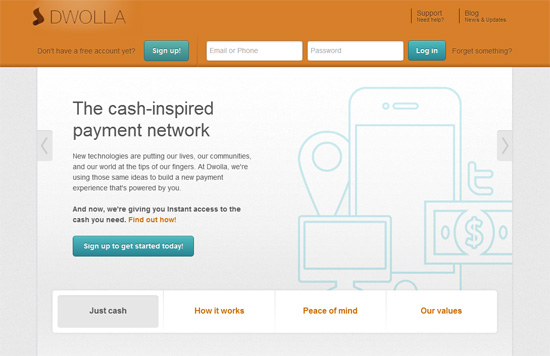 DWOLLA
Support
Need help?
Blog
News & Updates
Don't have a free account yet?
Sign up!
Email or Phone
Password
Log in
Forget something?
The cash-inspired
payment network
New technologies are putting our lives, our communities,
and our world at the tips of our fingers. At Dwolla, we're
using those same ideas to build a new payment
experience that's powered by you.
And now, we're giving you Instant access to the
cash you need. Find out how!
Sign up to get started today!
$
Just cash
How it works
Peace of mind
Our values